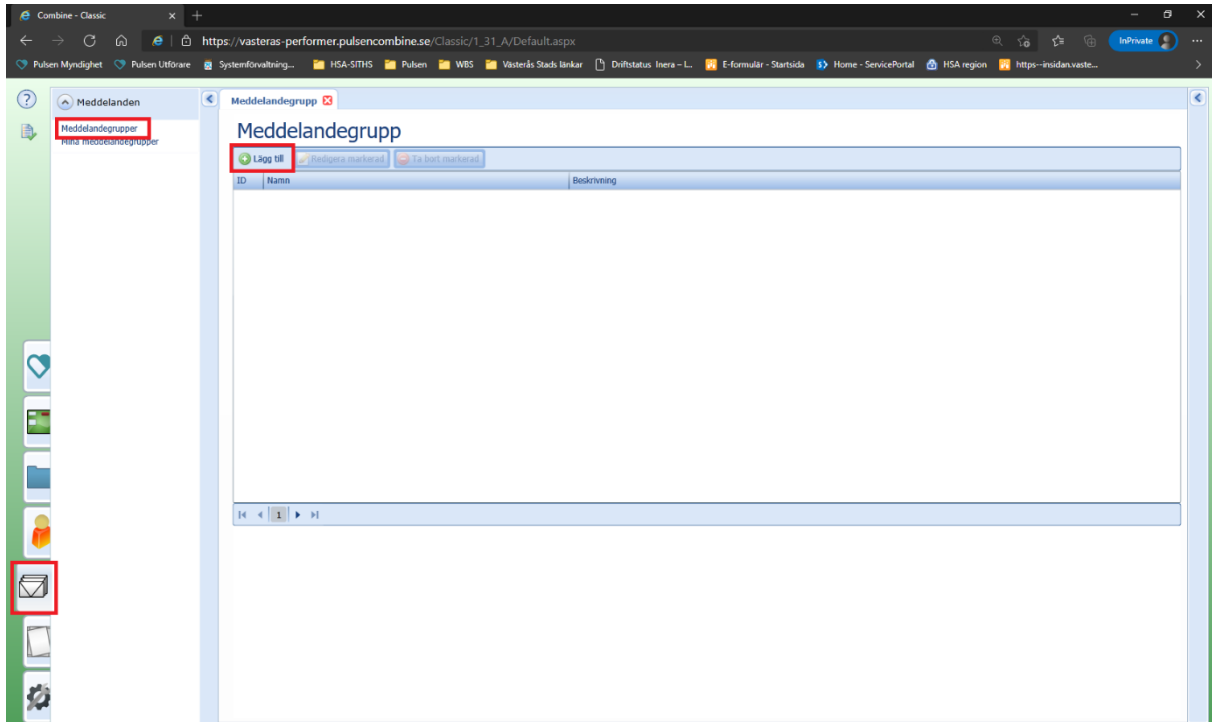 Combine - Classic
https://vasteras-performer.pulsencombine.se/Classic/1_31_A/Default.aspx
InPrivate
Pulsen Myndighet Pulsen Utförare Systemförvaltning... HSA-SITHS Pulsen WBS Västerås Stads länkar Driftstatus Inera – L... E-formulär - Startsida Home - ServicePortal HSA region https--insidan.vaste...
Meddelanden
Meddelandegrupper
Mina meddelandegrupper
Meddelandegrupp
Meddelandegrupp
Lägg till Redigera markerad Ta bort markerad
ID Namn Beskrivning
1